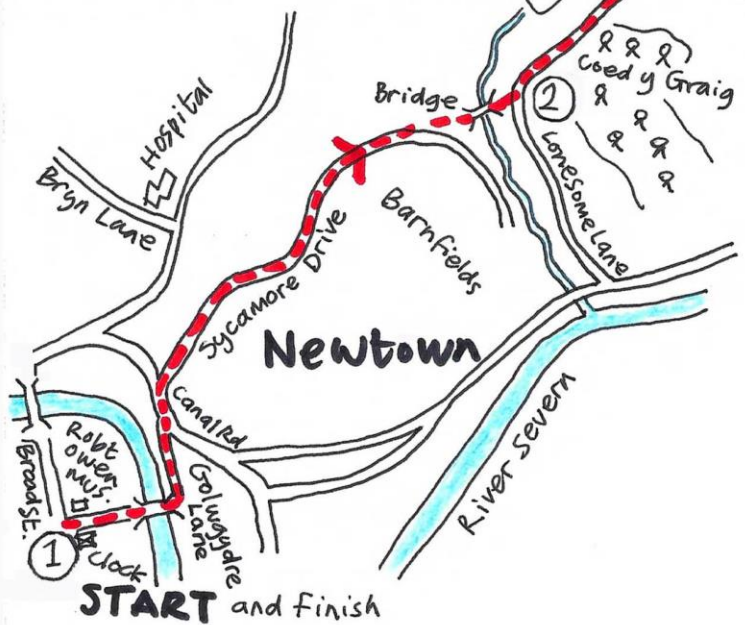 Coed y Graig
Hospital
Bridge
2
Lonesome Lane
Bryn Lane
Barnfields
Sycamore Drive
Newtown
Canal Rd
River Severn
Robt
Owen
Mus.
Broad St.
Golwgydre
Lane
1
Clock
START and finish